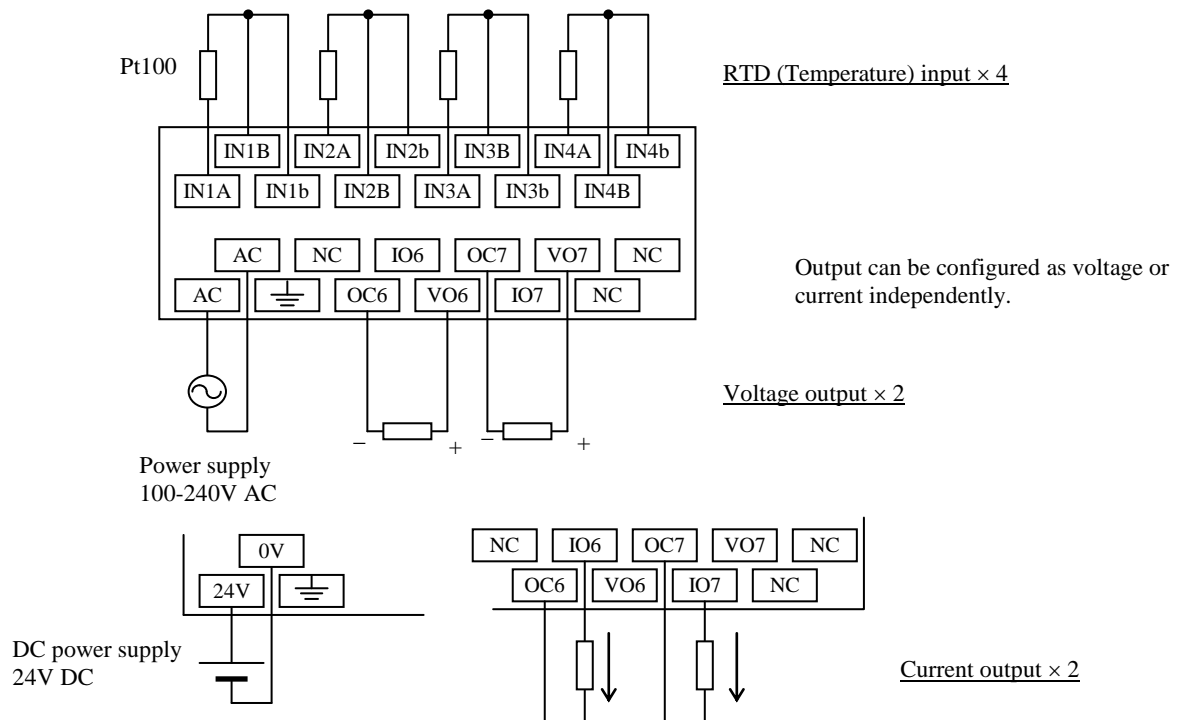 Pt100
RTD (Temperature) input × 4
IN1B IN2A IN2b IN3B IN4A IN4b
IN1A IN1b IN2B IN3A IN3b IN4B
AC NC IO6 OC7 VO7 NC
AC OC6 VO6 IO7 NC
Output can be configured as voltage or
current independently.
Voltage output × 2
− + − +
Power supply
100-240V AC
0V
24V
DC power supply
24V DC
NC IO6 OC7 VO7 NC
OC6 VO6 IO7 NC
Current output × 2